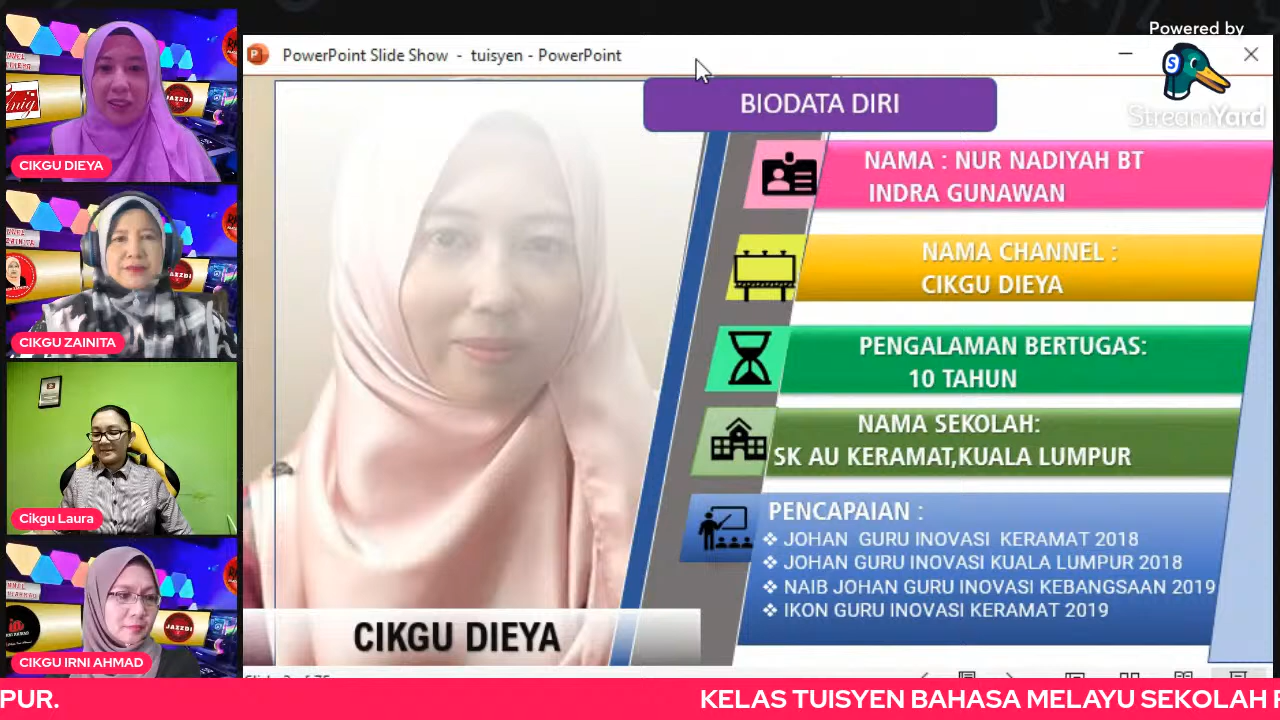 Powered by
StreamYard
PowerPoint Slide Show - tuisyen - PowerPoint
BIODATA DIRI
NAMA : NUR NADIYAH BT
INDRA GUNAWAN
NAMA CHANNEL :
CIKGU DIEYA
PENGALAMAN BERTUGAS:
10 TAHUN
NAMA SEKOLAH:
SK AU KERAMAT,KUALA LUMPUR
PENCAPAIAN :
❖ JOHAN GURU INOVASI KERAMAT 2018
❖ JOHAN GURU INOVASI KUALA LUMPUR 2018
❖ NAIB JOHAN GURU INOVASI KEBANGSAAN 2019
❖ IKON GURU INOVASI KERAMAT 2019
CIKGU DIEYA
CIKGU DIEYA
JAZZDI
CIKGU ZAINITA
JAZZDI
Cikgu Laura
JAZZDI
CIKGU IRNI AHMAD
PUR. KELAS TUISYEN BAHASA MELAYU SEKOLAH